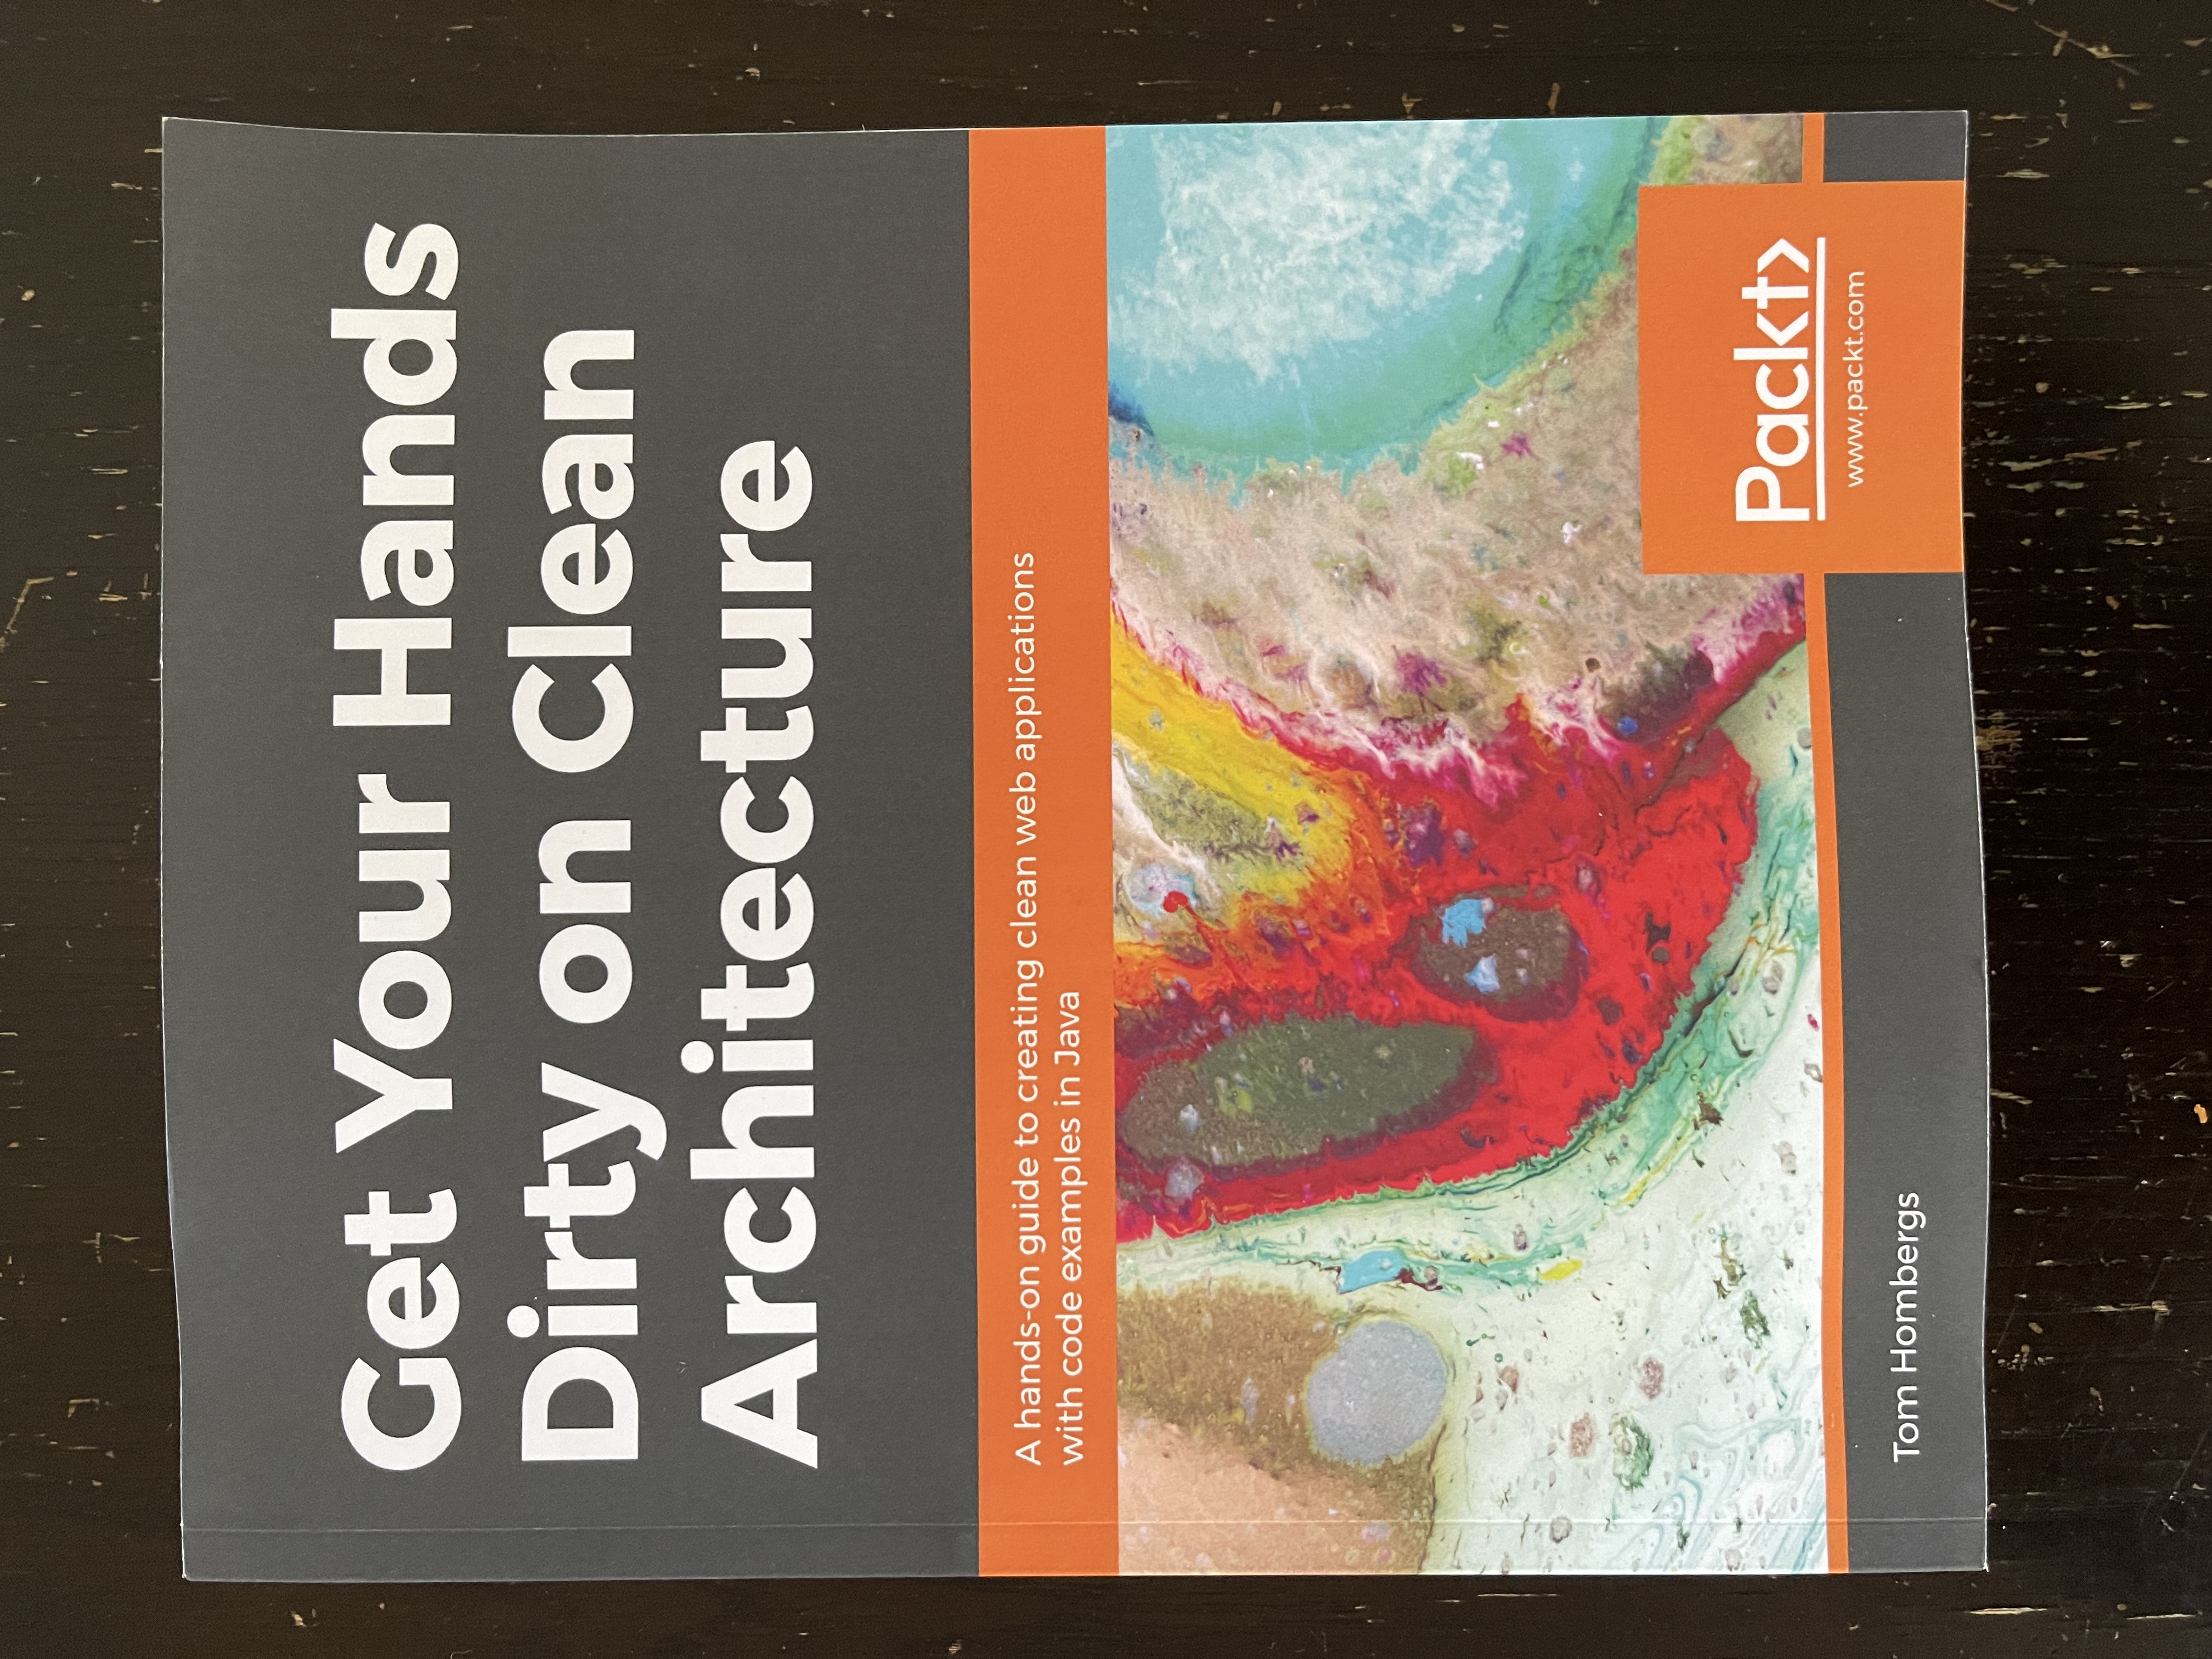 Get Your Hands
Dirty on Clean
Architecture
A hands-on guide to creating clean web applications
with code examples in Java
Packt>
www.packt.com
Tom Hombergs